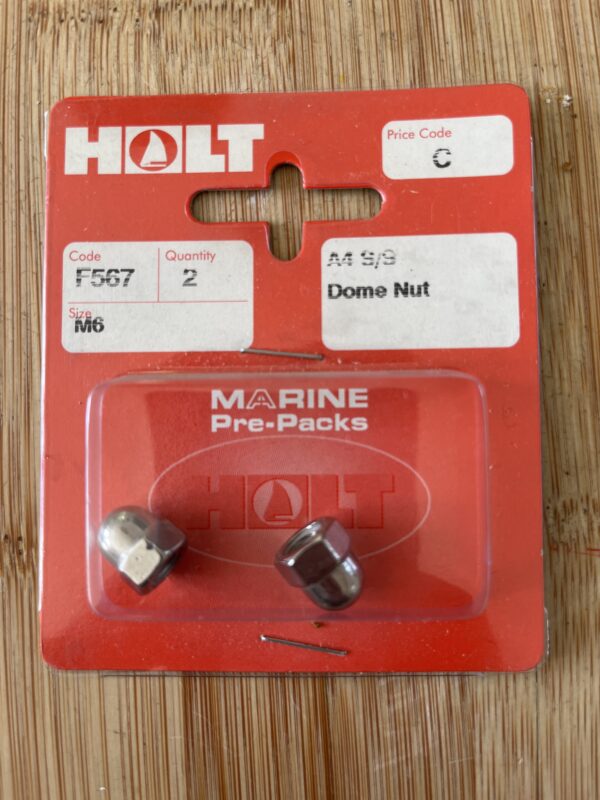 HOLT
Price Code
C
Code
F567
Quantity
2
Size
M6
A4 S/S
Dome Nut
MARINE
Pre-Packs
HOLT